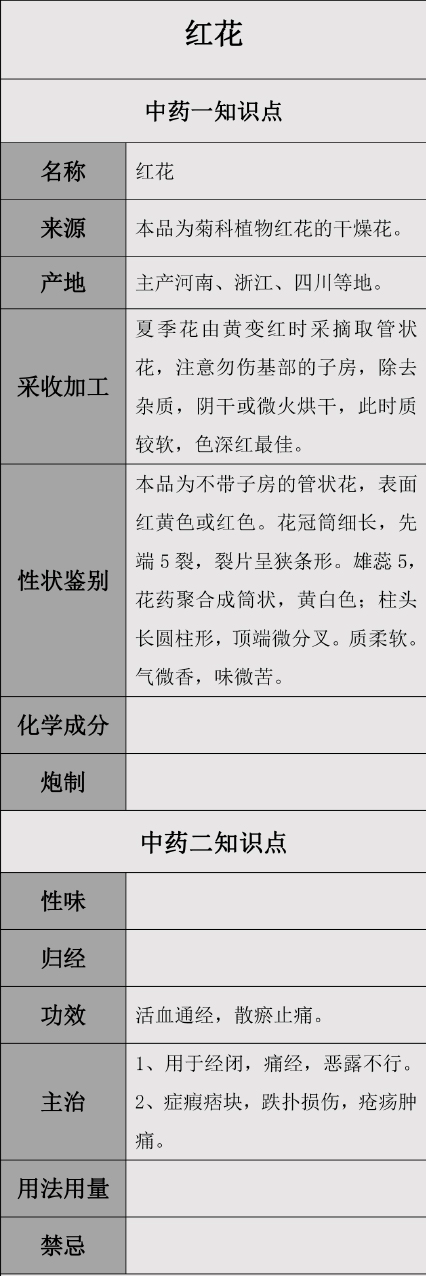 红花
中药一知识点
名称
红花
来源
本品为菊科植物红花的干燥花。
产地
主产河南、浙江、四川等地。
采收加工
夏季花由黄变红时采摘取管状
花，注意勿伤基部的子房，除去
杂质，阴干或微火烘干，此时质
较软，色深红最佳。
性状鉴别
本品为不带子房的管状花，表面
红黄色或红色。花冠筒细长，先
端 5 裂，裂片呈狭条形。雄蕊 5，
花药聚合成筒状，黄白色；柱头
长圆柱形，顶端微分叉。质柔软。
气微香，味微苦。
化学成分
炮制
中药二知识点
性味
归经
功效
活血通经，散瘀止痛。
主治
1、用于经闭，痛经，恶露不行。
2、症瘕痞块，跌扑损伤，疮疡肿
痛。
用法用量
禁忌